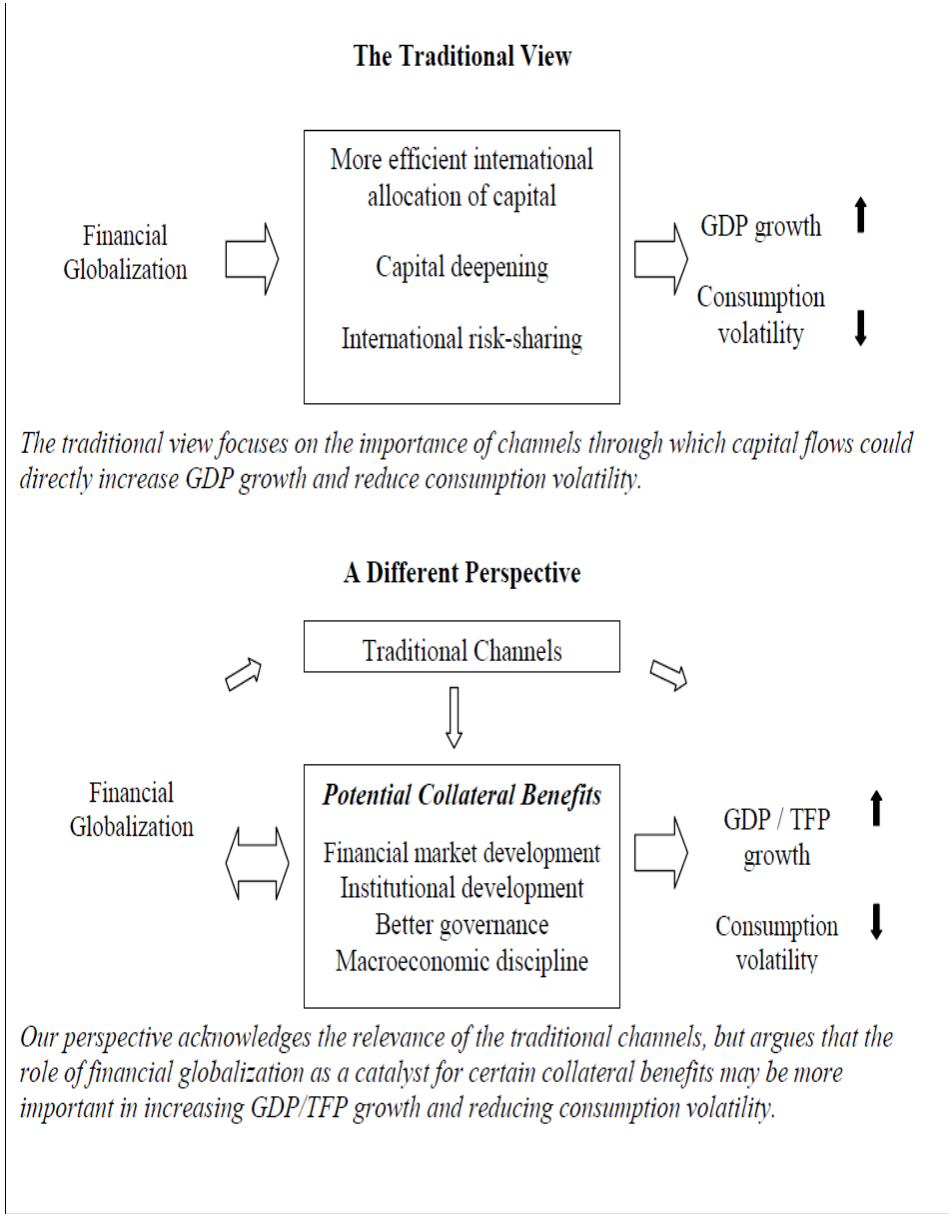 The Traditional View
More efficient international
allocation of capital
Financial
Globalization
Capital deepening
International risk-sharing
GDP growth
Consumption
volatility
The traditional view focuses on the importance of channels through which capital flows could
directly increase GDP growth and reduce consumption volatility.
A Different Perspective
Traditional Channels
Financial
Globalization
Potential Collateral Benefits
Financial market development
Institutional development
Better governance
Macroeconomic discipline
GDP / TFP
growth
Consumption
volatility
Our perspective acknowledges the relevance of the traditional channels, but argues that the
role of financial globalization as a catalyst for certain collateral benefits may be more
important in increasing GDP/TFP growth and reducing consumption volatility.